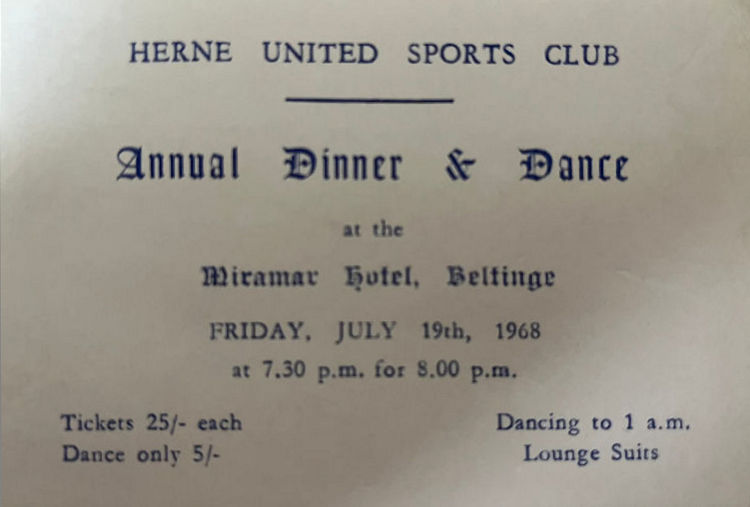 HERNE UNITED SPORTS CLUB
Annual Dinner & Dance
at the
Miramar Hotel, Beltinge
FRIDAY, JULY 19th, 1968
at 7.30 p.m. for 8.00 p.m.
Tickets 25/- each
Dance only 5/-
Dancing to 1 a.m.
Lounge Suits